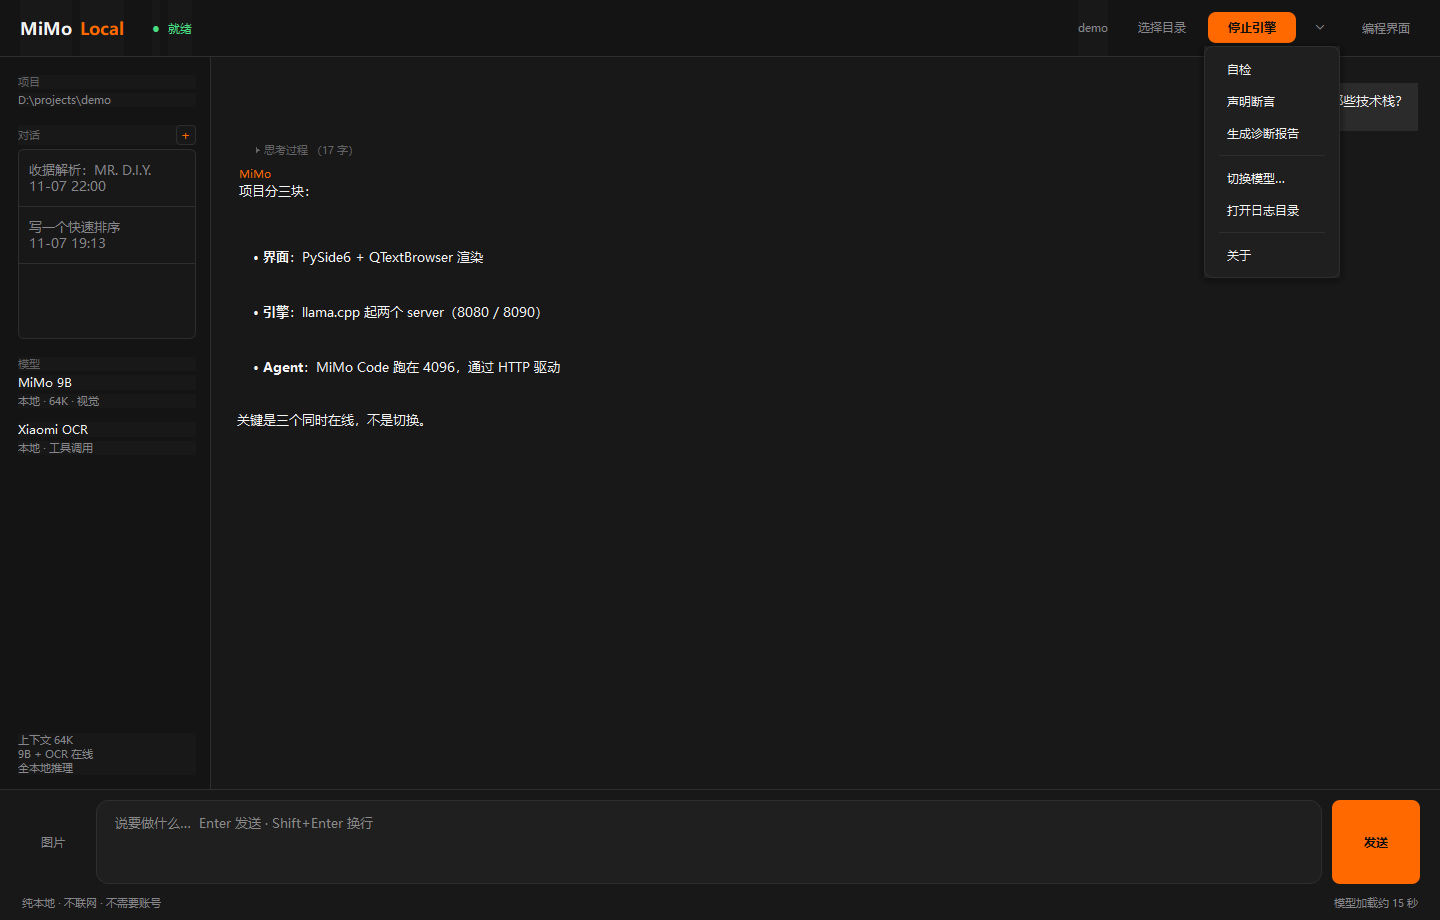 MiMo Local
● 就绪
demo
选择目录
停止引擎
编程界面
自检
声明断言
生成诊断报告
切换模型...
打开日志目录
关于
项目
D:\projects\demo
对话
+
收据解析：MR. D.I.Y.
11-07 22:00
写一个快速排序
11-07 19:13
模型
MiMo 9B
本地 · 64K · 视觉
Xiaomi OCR
本地 · 工具调用
上下文 64K
9B + OCR 在线
全本地推理
些技术栈？
思考过程 （17 字）
MiMo
项目分三块：
• 界面：PySide6 + QTextBrowser 渲染
• 引擎：llama.cpp 起两个 server（8080 / 8090）
• Agent：MiMo Code 跑在 4096，通过 HTTP 驱动
关键是三个同时在线，不是切换。
图片
说要做什么... Enter 发送 · Shift+Enter 换行
发送
纯本地 · 不联网 · 不需要账号
模型加载约 15 秒